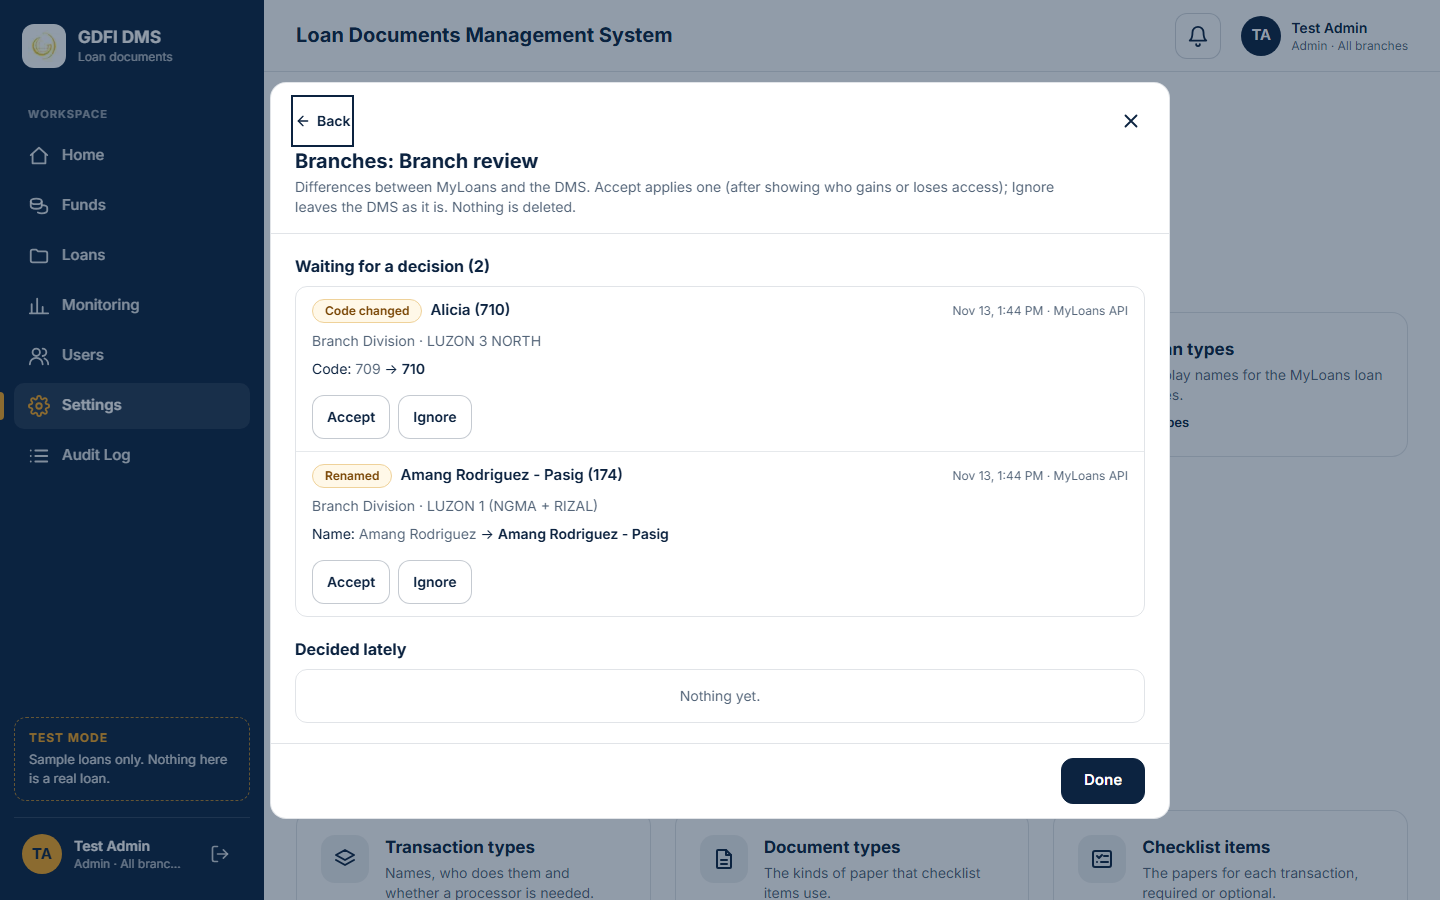 GDFI DMS
Loan documents
WORKSPACE
Home
Funds
Loans
Monitoring
Users
Settings
Audit Log
TEST MODE
Sample loans only. Nothing here
is a real loan.
TA
Test Admin
Admin · All branc...
Loan Documents Management System
TA
Test Admin
Admin · All branches
← Back
Branches: Branch review
Differences between MyLoans and the DMS. Accept applies one (after showing who gains or loses access); Ignore
leaves the DMS as it is. Nothing is deleted.
Waiting for a decision (2)
Code changed Alicia (710)
Nov 13, 1:44 PM · MyLoans API
Branch Division · LUZON 3 NORTH
Code: 709 → 710
Accept
Ignore
Renamed Amang Rodriguez - Pasig (174)
Nov 13, 1:44 PM · MyLoans API
Branch Division · LUZON 1 (NGMA + RIZAL)
Name: Amang Rodriguez → Amang Rodriguez - Pasig
Accept
Ignore
Decided lately
Nothing yet.
Done
types
names for the MyLoans loan
Transaction types
Names, who does them and
whether a processor is needed.
Document types
The kinds of paper that checklist
items use.
Checklist items
The papers for each transaction,
required or optional.